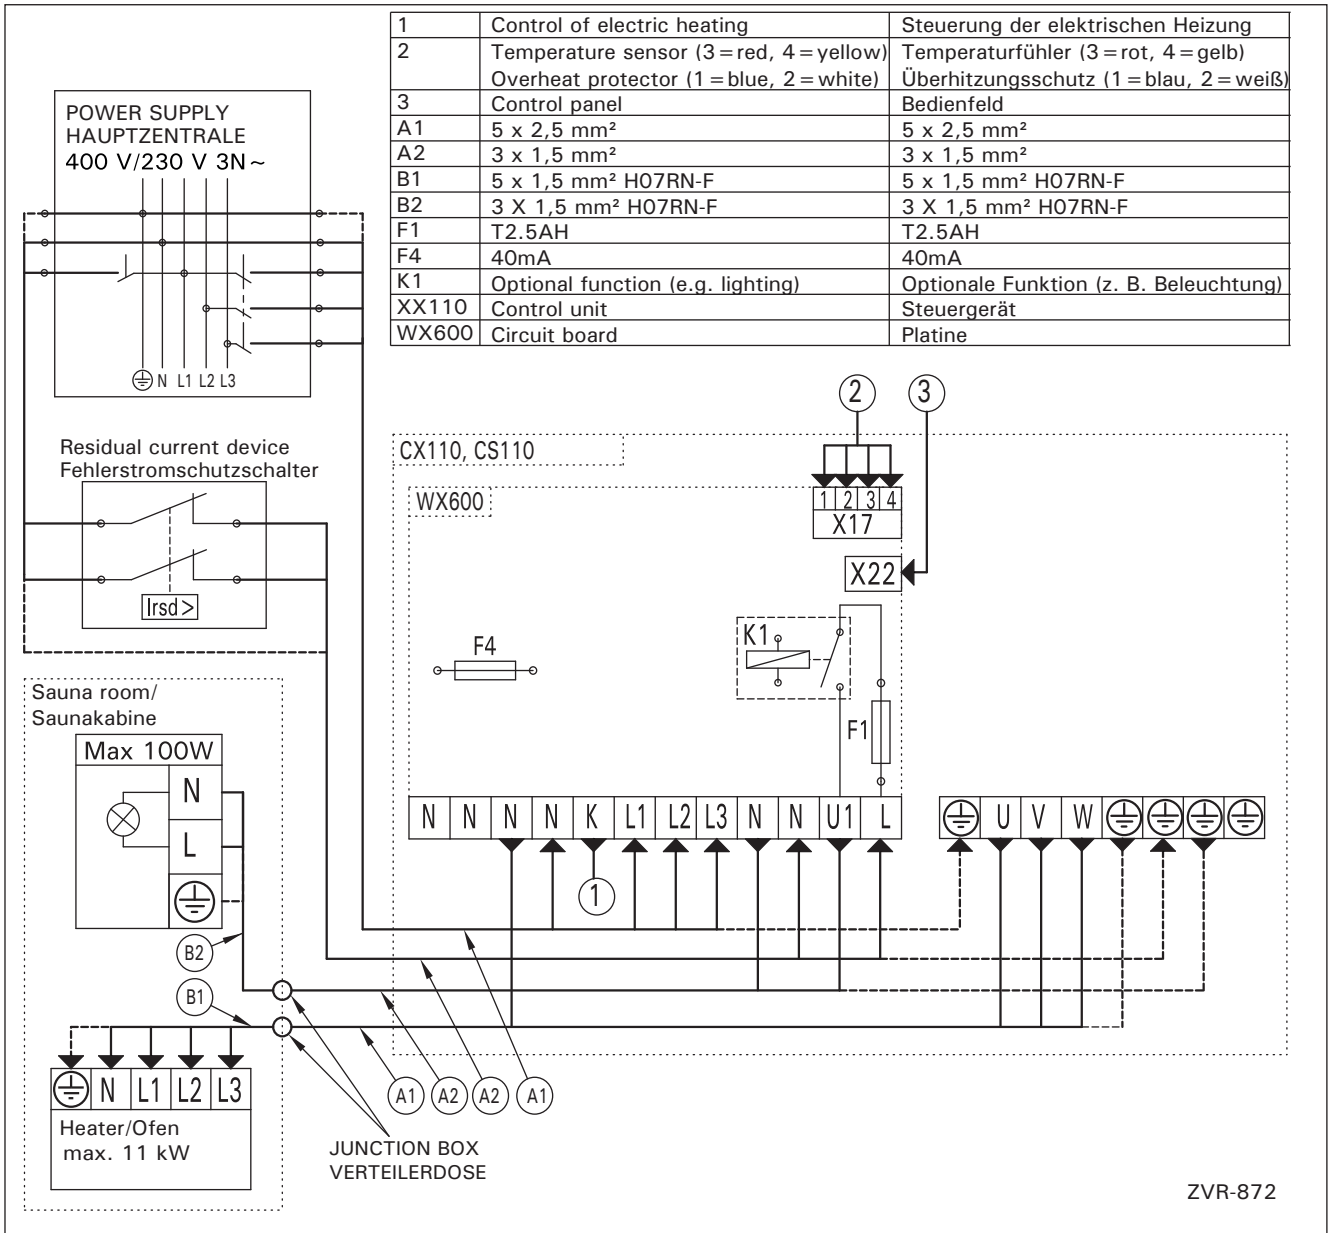 1 Control of electric heating Steuerung der elektrischen Heizung
2 Temperature sensor (3=red, 4=yellow) Temperaturfühler (3=rot, 4=gelb)
Overheat protector (1=blue, 2=white) Überhitzungsschutz (1=blau, 2=weiß)
3 Control panel Bedienfeld
A1 5 x 2,5 mm² 5 x 2,5 mm²
A2 3 x 1,5 mm² 3 x 1,5 mm²
B1 5 x 1,5 mm² H07RN-F 5 x 1,5 mm² H07RN-F
B2 3 X 1,5 mm² H07RN-F 3 X 1,5 mm² H07RN-F
F1 T2.5AH T2.5AH
F4 40mA 40mA
K1 Optional function (e.g. lighting) Optionale Funktion (z. B. Beleuchtung)
XX110 Control unit Steuergerät
WX600 Circuit board Platine
POWER SUPPLY
HAUPTZENTRALE
400 V/230 V 3N~
N L1 L2 L3
Residual current device
Fehlerstromschutzschalter
Irsd>
2 3
CX110, CS110
WX600
1 2 3 4
X17
X22
F4
K1
F1
Sauna room/
Saunakabine
Max 100W
N
L
B2
B1
N N N N K L1 L2 L3 N N U1 L
U V W
1
N L1 L2 L3
Heater/Ofen
max. 11 kW
A1 A2 A2 A1
JUNCTION BOX
VERTEILERDOSE
ZVR-872